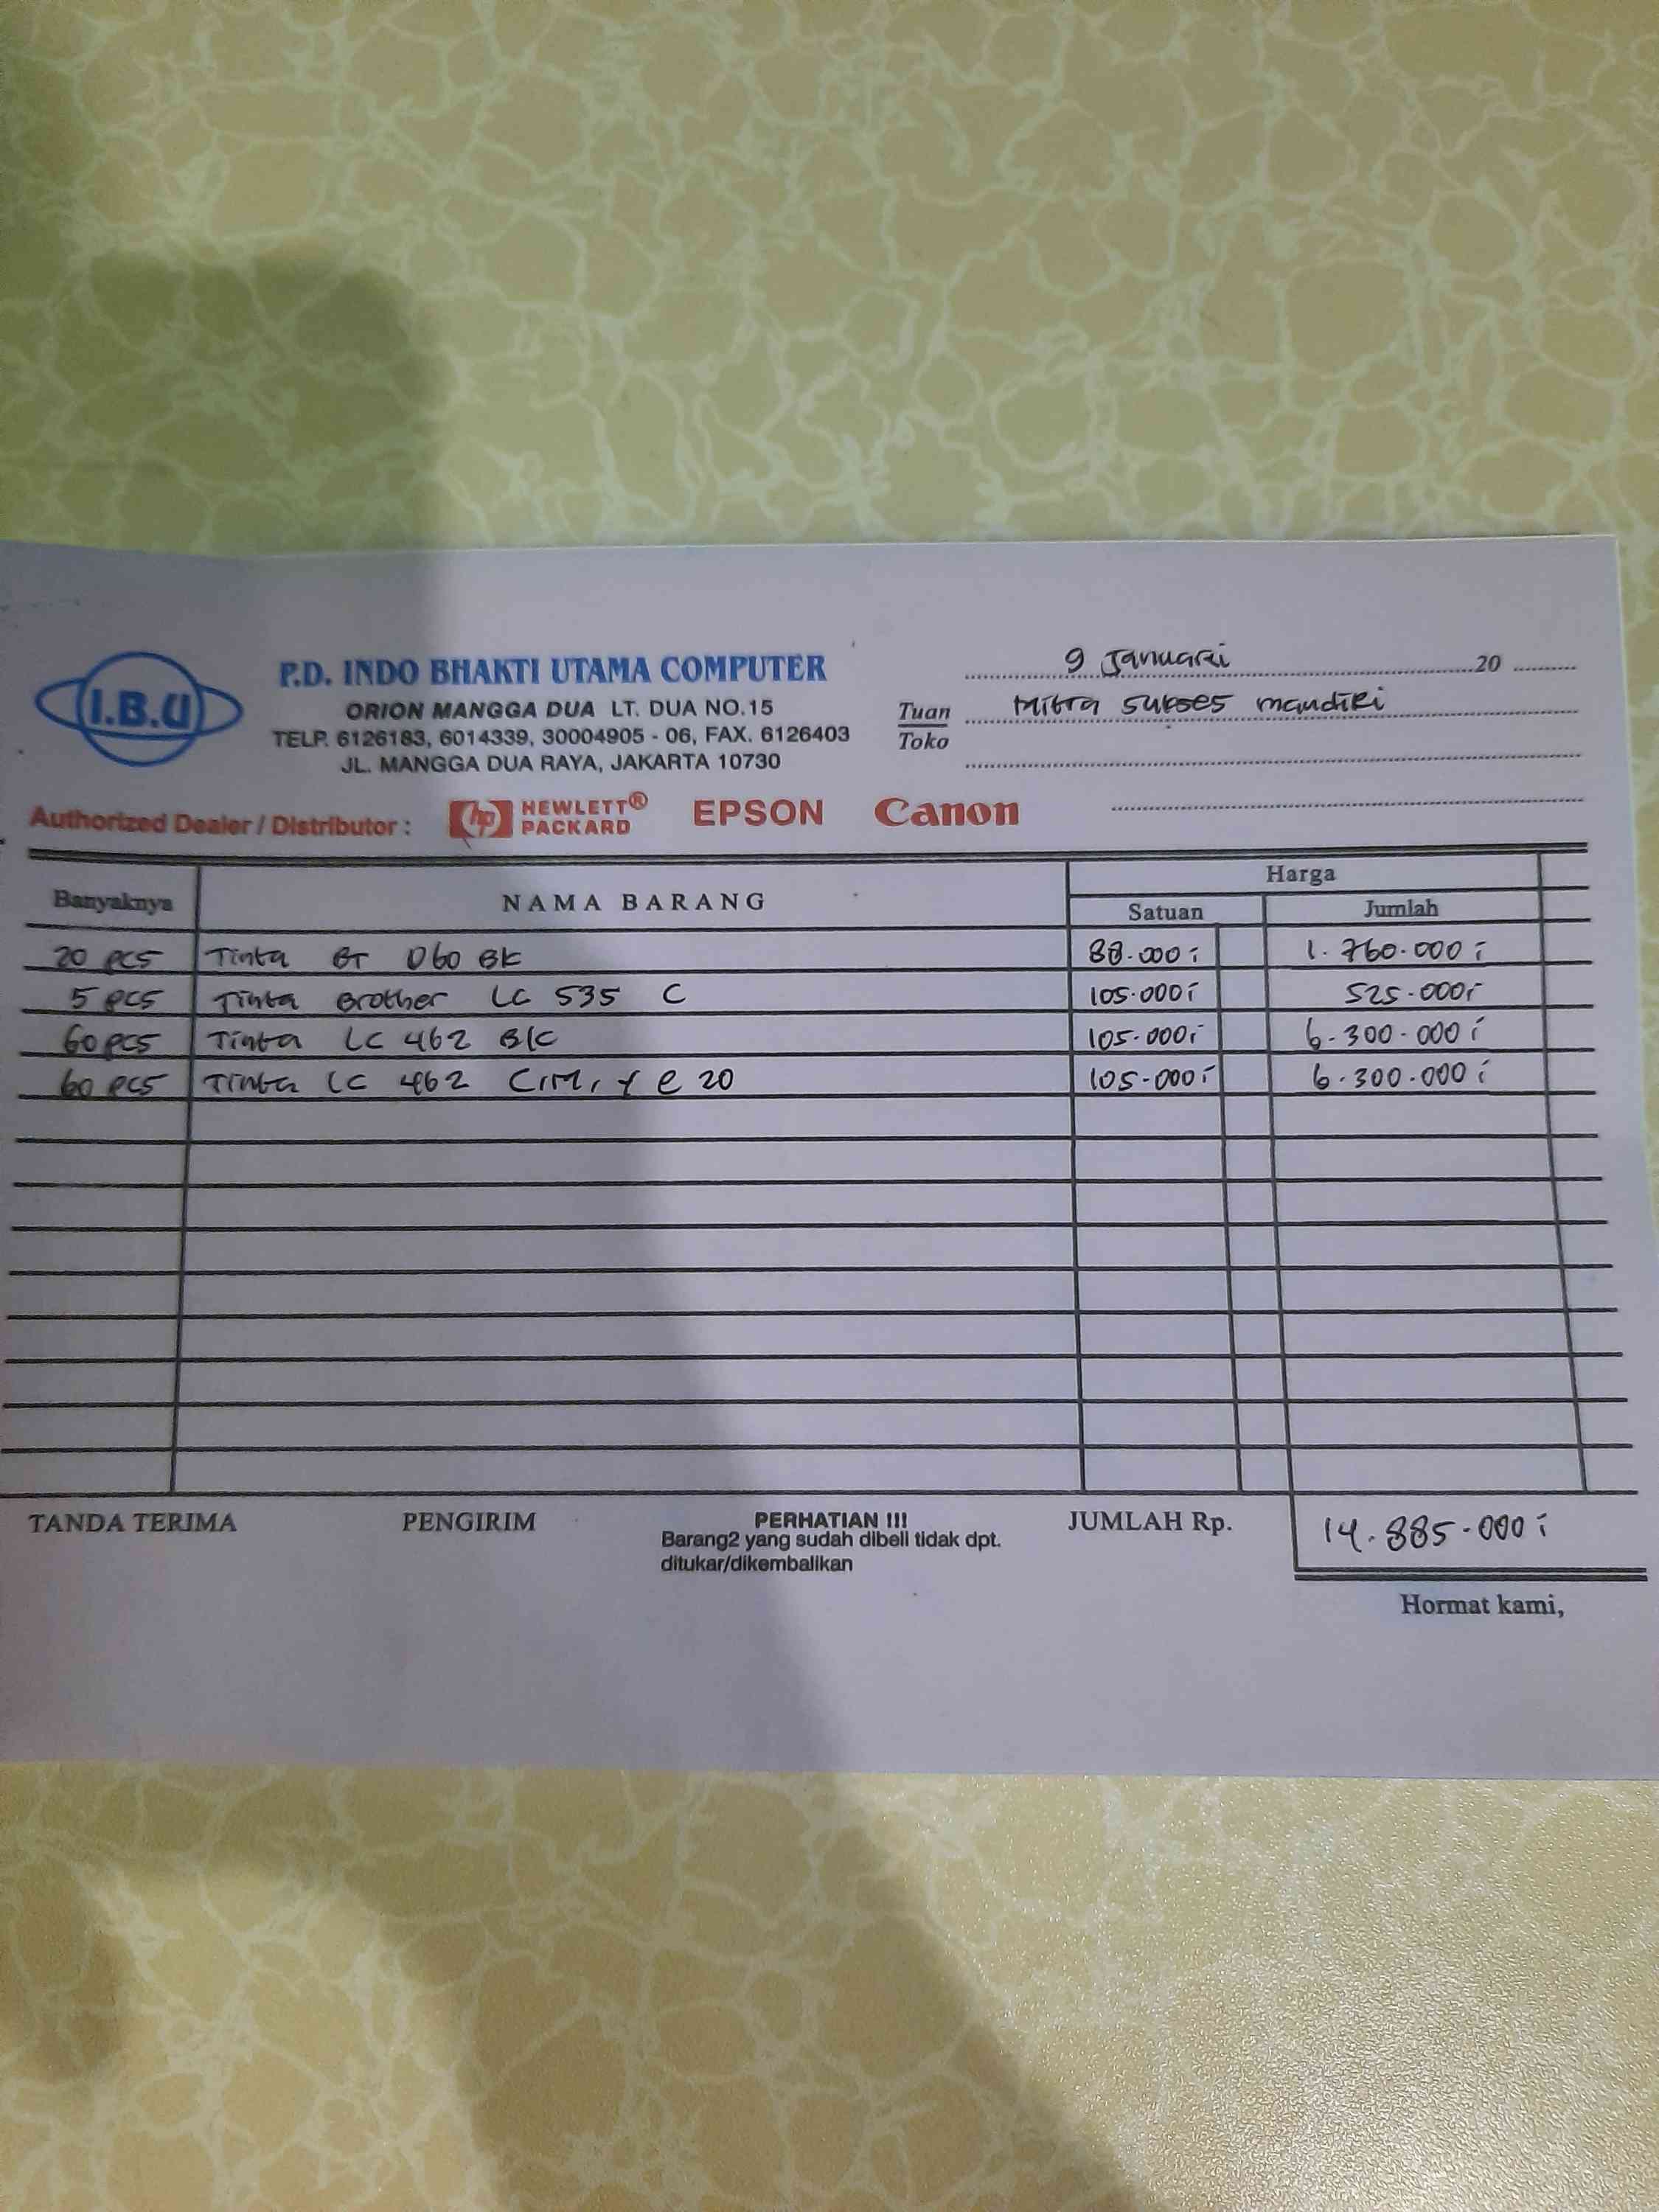 I.B.U
P.D. INDO BHAKTI UTAMA COMPUTER
ORION MANGGA DUA LT. DUA NO.15
TELP. 6126183, 6014339, 30004905 - 06, FAX. 6126403
JL. MANGGA DUA RAYA, JAKARTA 10730
9 Januari 20
Tuan Mitra Sukses mandiri
Toko
Authorized Dealer / Distributor : hp HEWLETT® PACKARD EPSON Canon
Banyaknya NAMA BARANG Harga
Satuan Jumlah
20 pcs Tinta BT D60 BK 88.000,- 1.760.000,-
5 pcs Tinta Brother LC 535 C 105.000,- 525.000,-
60 pcs Tinta LC 462 BK 105.000,- 6.300.000,-
60 pcs Tinta LC 462 C,M,Y @ 20 105.000,- 6.300.000,-
TANDA TERIMA PENGIRIM PERHATIAN !!! JUMLAH Rp. 14.885.000,-
Barang2 yang sudah dibeli tidak dpt.
ditukar/dikembalikan
Hormat kami,